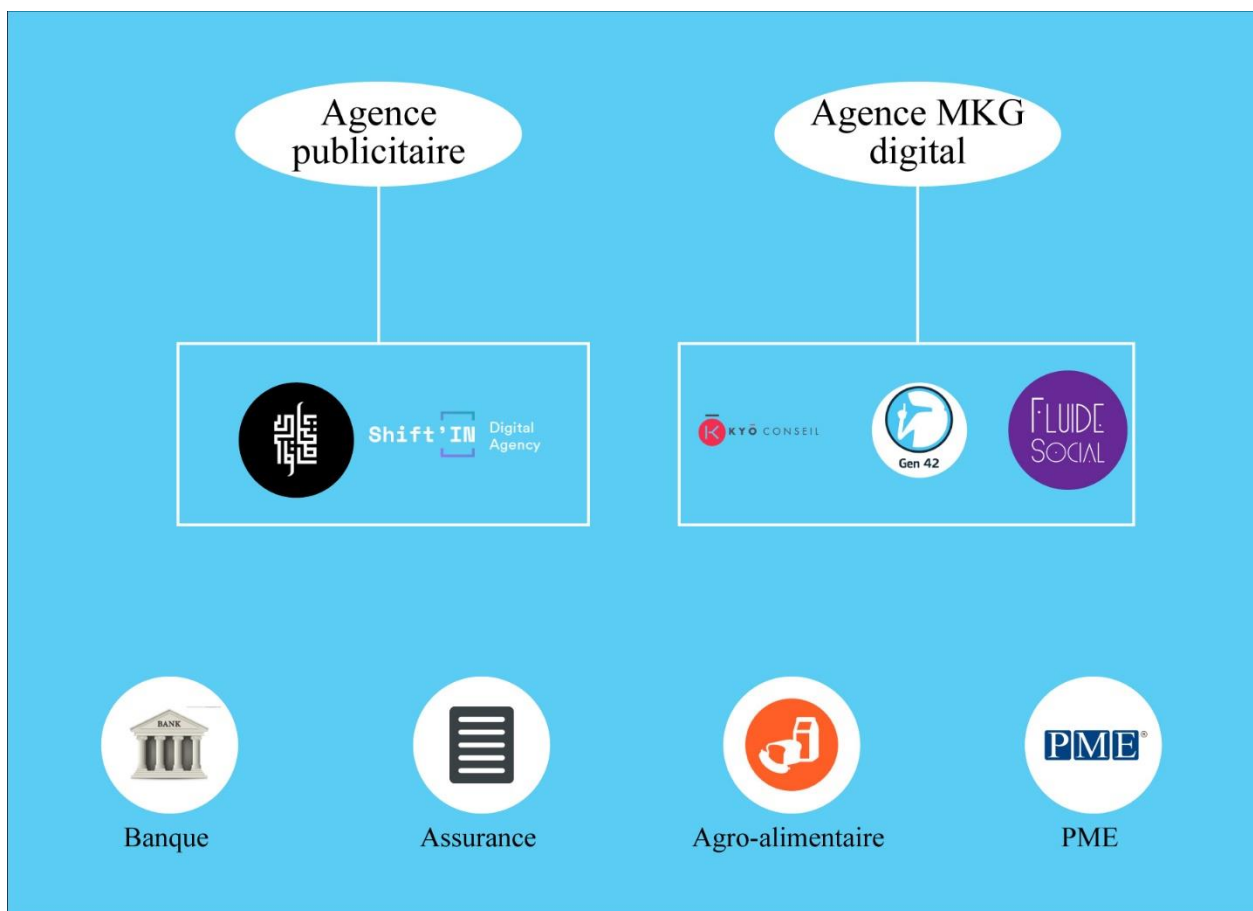 Agence
publicitaire
Agence MKG
digital
Shift'IN
Digital
Agency
KYŌ CONSEIL
Gen 42
FLUIDE
SOCIAL
BANK
Banque
Assurance
Agro-alimentaire
PME®
PME